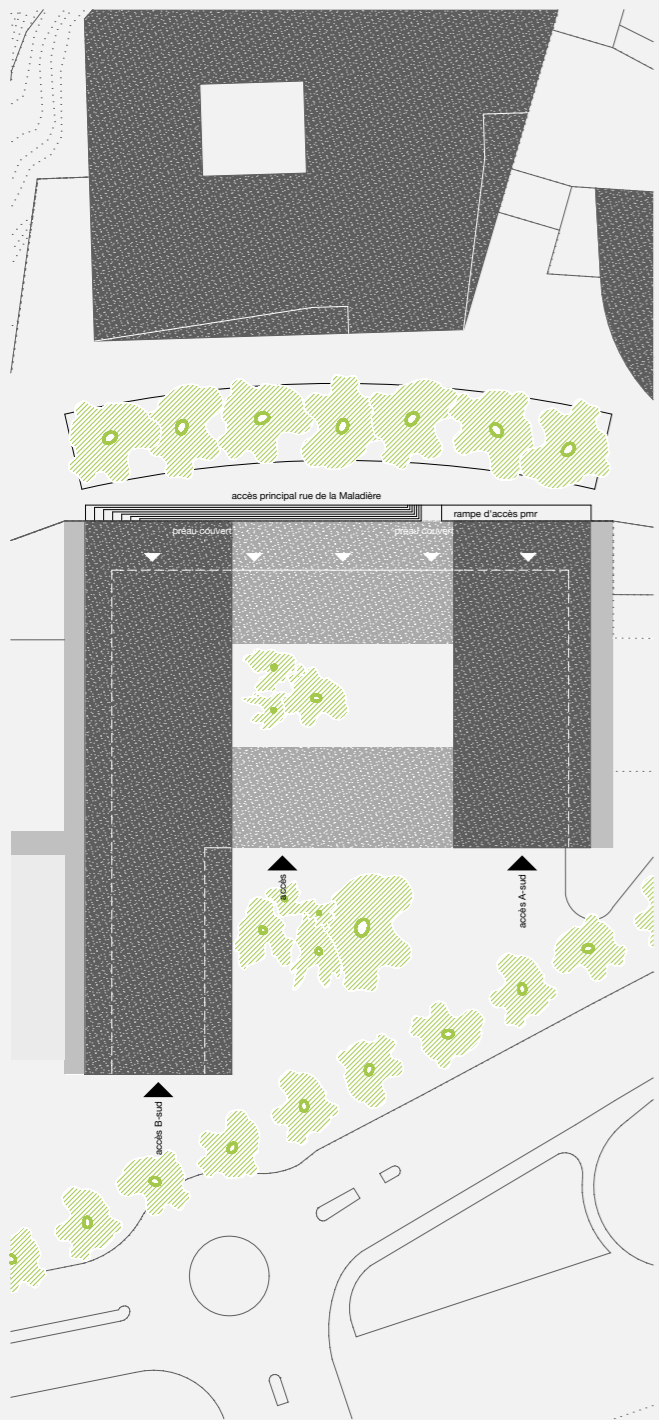 accès principal rue de la Maladière
rampe d'accès pmr
préau couvert
préau couvert
accès
accès A-sud
accès B-sud